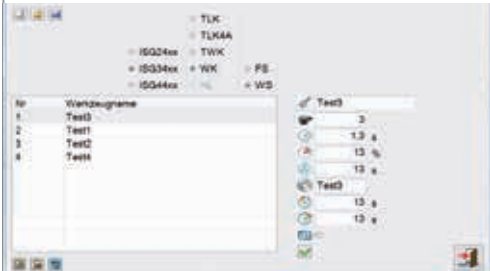 TLK
TLK4A
ISG24xx TWK
ISG34xx WK FS
ISG44xx WS
Nr Werkzeugname
1 Test3
2 Test1
3 Test2
4 Test4
Test3
3
1,3 s
13 %
13 s
Test3
13 s
13 s